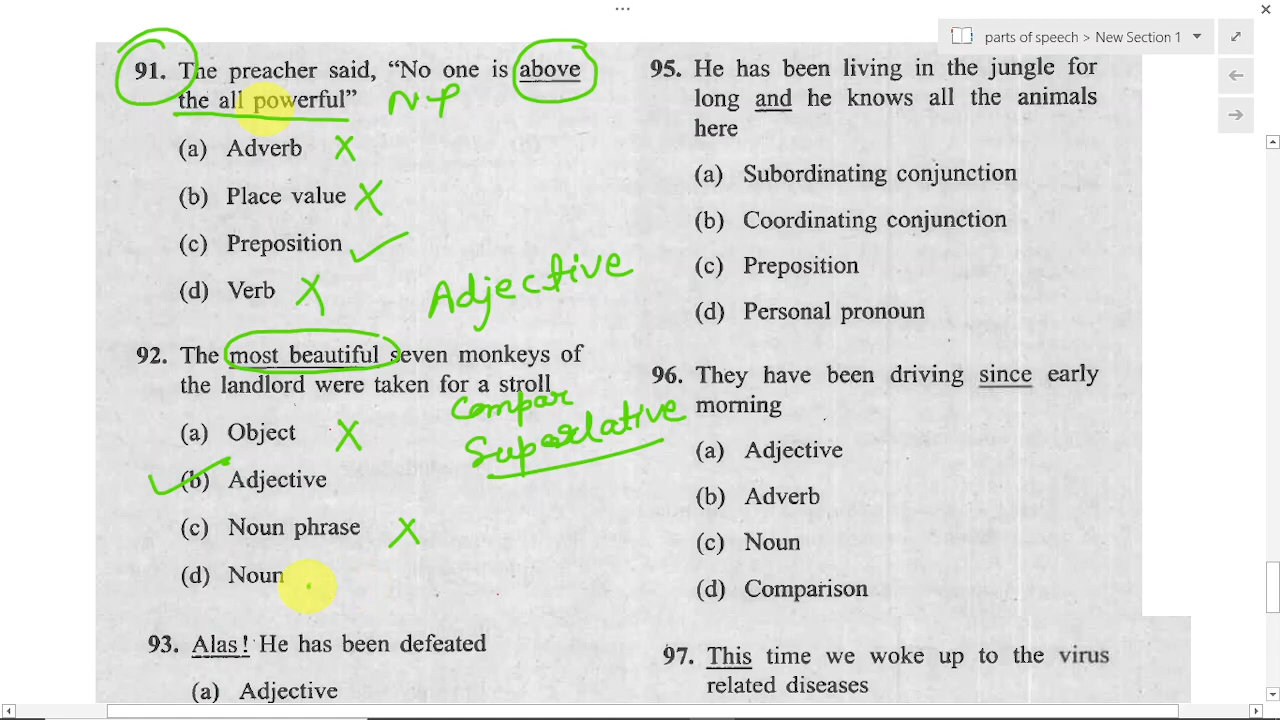 parts of speech > New Section 1
91. The preacher said, "No one is above
the all powerful" NP
(a) Adverb X
(b) Place value X
(c) Preposition
(d) Verb X
Adjective
92. The most beautiful seven monkeys of
the landlord were taken for a stroll
Compar
Superlative
(a) Object X
(b) Adjective
(c) Noun phrase X
(d) Noun
93. Alas! He has been defeated
(a) Adjective
95. He has been living in the jungle for
long and he knows all the animals
here
(a) Subordinating conjunction
(b) Coordinating conjunction
(c) Preposition
(d) Personal pronoun
96. They have been driving since early
morning
(a) Adjective
(b) Adverb
(c) Noun
(d) Comparison
97. This time we woke up to the virus
related diseases